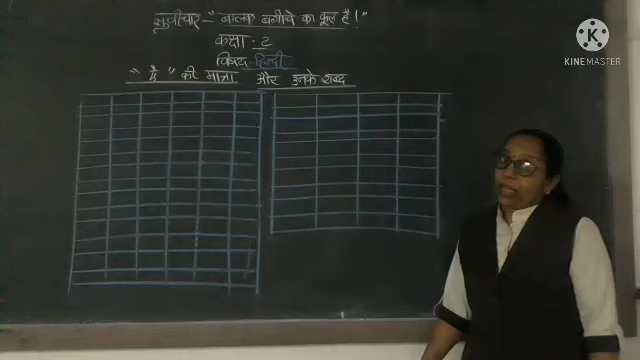 सुविचार - "बालक बगीचे का फूल है।"
कक्षा - 2
विषय हिन्दी
की मात्रा और उनके शब्द
KINEMASTER